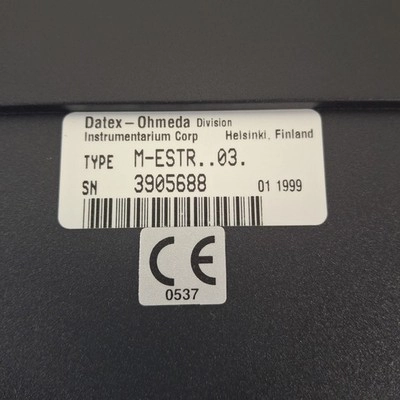 Datex-Ohmeda Division
Instrumentarium Corp Helsinki, Finland
TYPE M-ESTR..03.
SN 3905688 01 1999
CE
0537